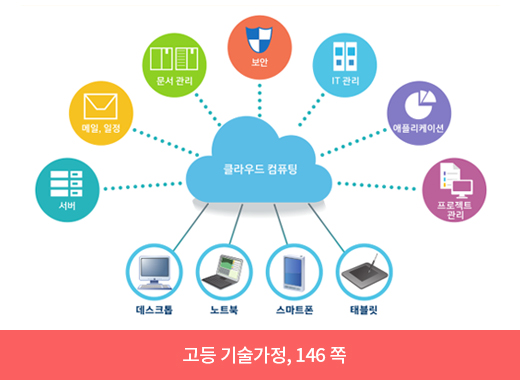 보안
문서 관리
IT 관리
메일, 일정
애플리케이션
클라우드 컴퓨팅
서버
프로젝트
관리
데스크톱
노트북
스마트폰
태블릿
고등 기술가정, 146 쪽